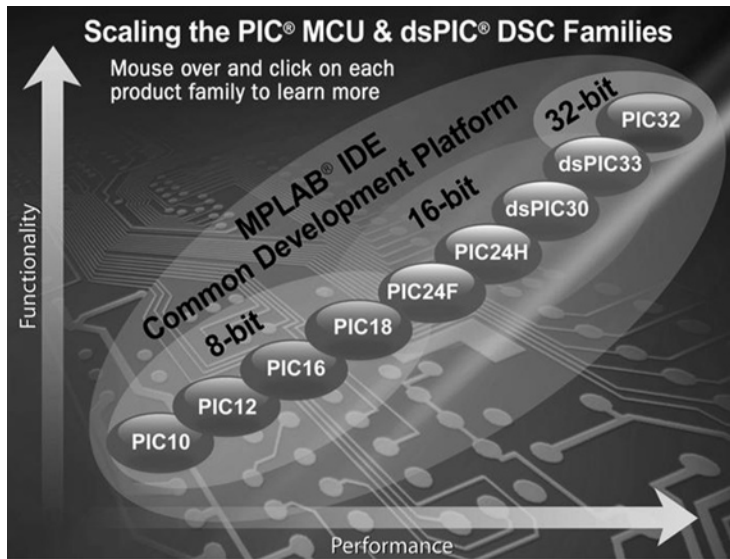 Scaling the PIC® MCU & dsPIC® DSC Families
Mouse over and click on each
product family to learn more
MPLAB® IDE
Common Development Platform
32-bit
PIC32
dsPIC33
16-bit
dsPIC30
PIC24H
PIC24F
8-bit
PIC18
PIC16
PIC12
PIC10
Functionality
Performance